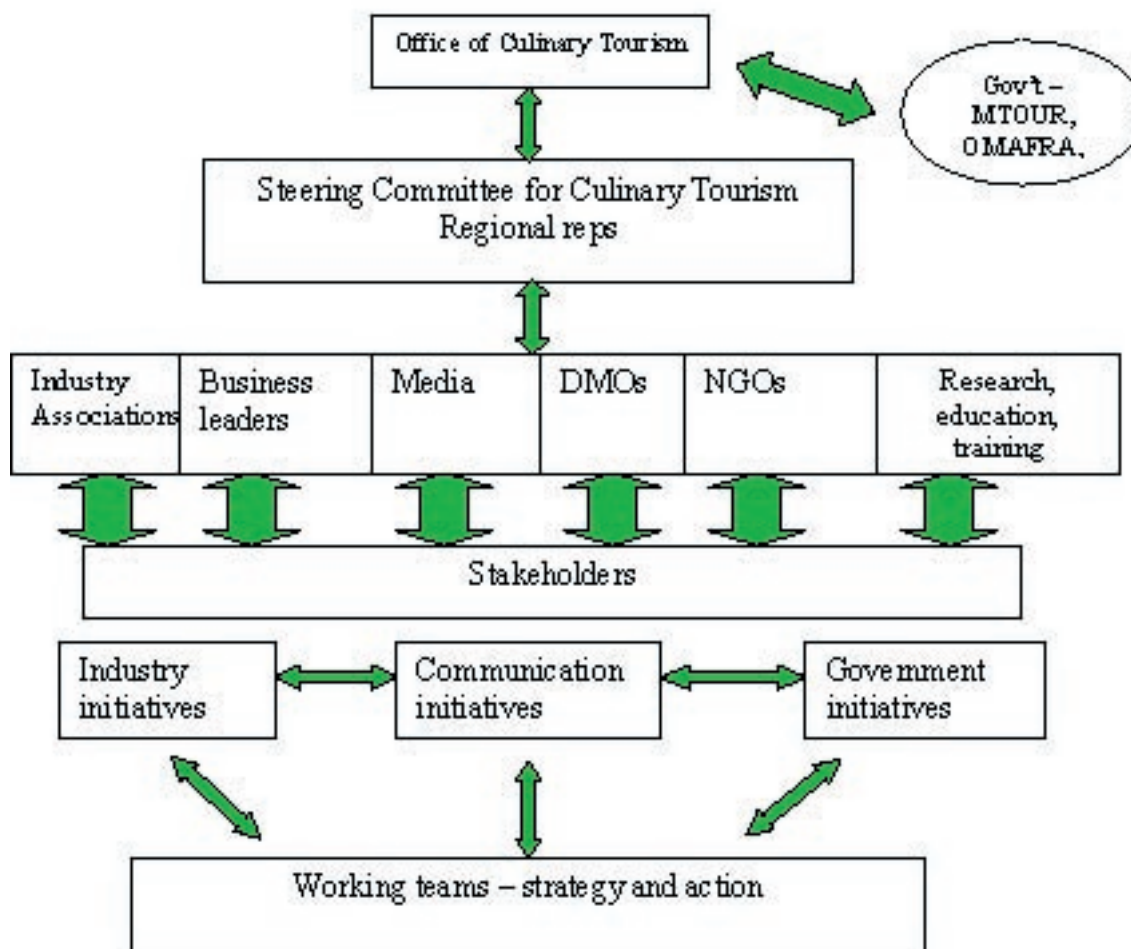 Office of Culinary Tourism
Gov't –
MTOUR,
OMAFRA,
Steering Committee for Culinary Tourism
Regional reps
Industry
Associations
Business
leaders
Media
DMOs
NGOs
Research,
education,
training
Stakeholders
Industry
initiatives
Communication
initiatives
Government
initiatives
Working teams – strategy and action